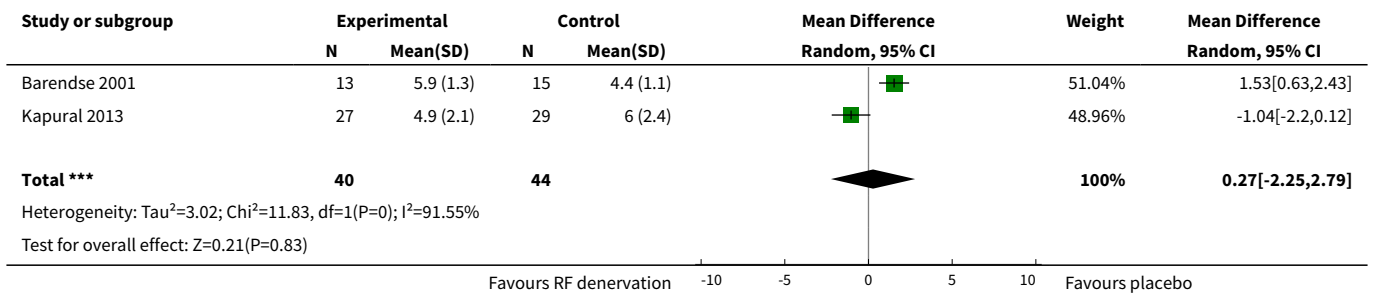 Study or subgroup Experimental Control Mean Difference Weight Mean Difference
N Mean(SD) N Mean(SD) Random, 95% CI Random, 95% CI
Barendse 2001 13 5.9 (1.3) 15 4.4 (1.1) 51.04% 1.53[0.63,2.43]
Kapural 2013 27 4.9 (2.1) 29 6 (2.4) 48.96% -1.04[-2.2,0.12]
Total *** 40 44 100% 0.27[-2.25,2.79]
Heterogeneity: Tau²=3.02; Chi²=11.83, df=1(P=0); I²=91.55%
Test for overall effect: Z=0.21(P=0.83)
Favours RF denervation -10 -5 0 5 10 Favours placebo